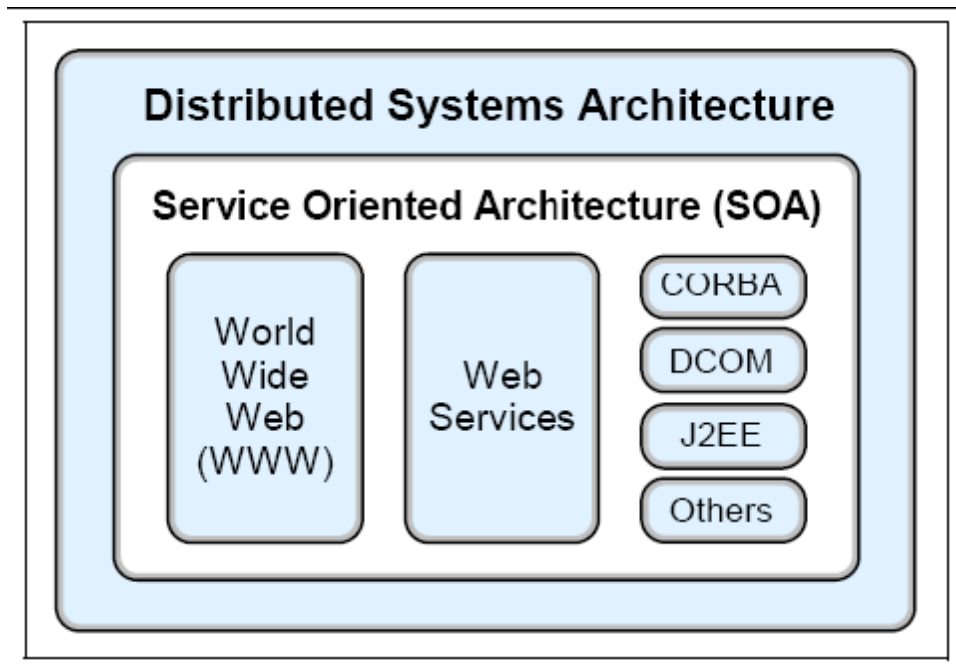 Distributed Systems Architecture
Service Oriented Architecture (SOA)
World
Wide
Web
(WWW)
Web
Services
CORBA
DCOM
J2EE
Others